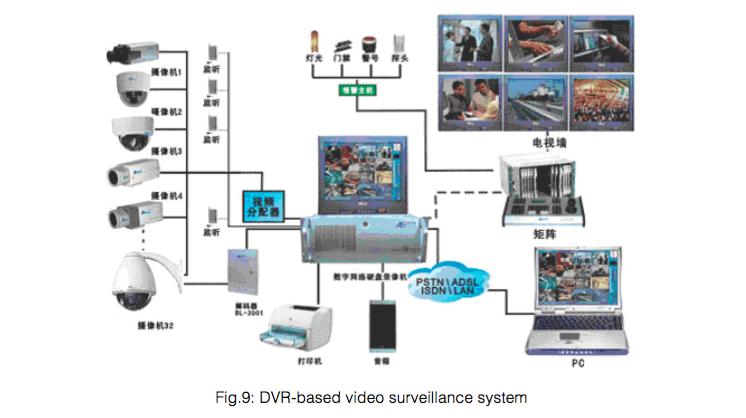 摄像机1
摄像机2
摄像机3
摄像机4
摄像机32
监听
监听
监听
监听
灯光
门禁
警号
探头
报警主机
电视墙
视频
分配器
矩阵
数字网络硬盘录像机
解码器
BL-3001
PSTN\ADSL
ISDN\LAN
打印机
音箱
PC
Fig.9: DVR-based video surveillance system